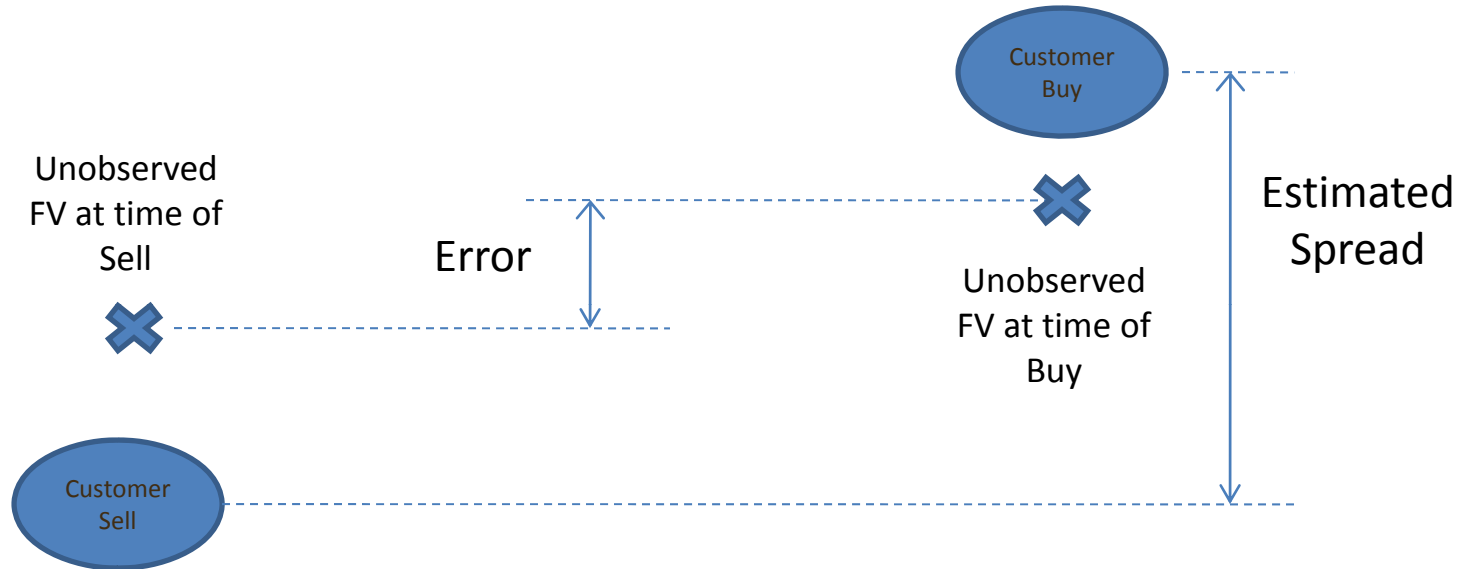 Customer
Buy
Unobserved
FV at time of
Sell
Error
Estimated
Spread
Unobserved
FV at time of
Buy
Customer
Sell